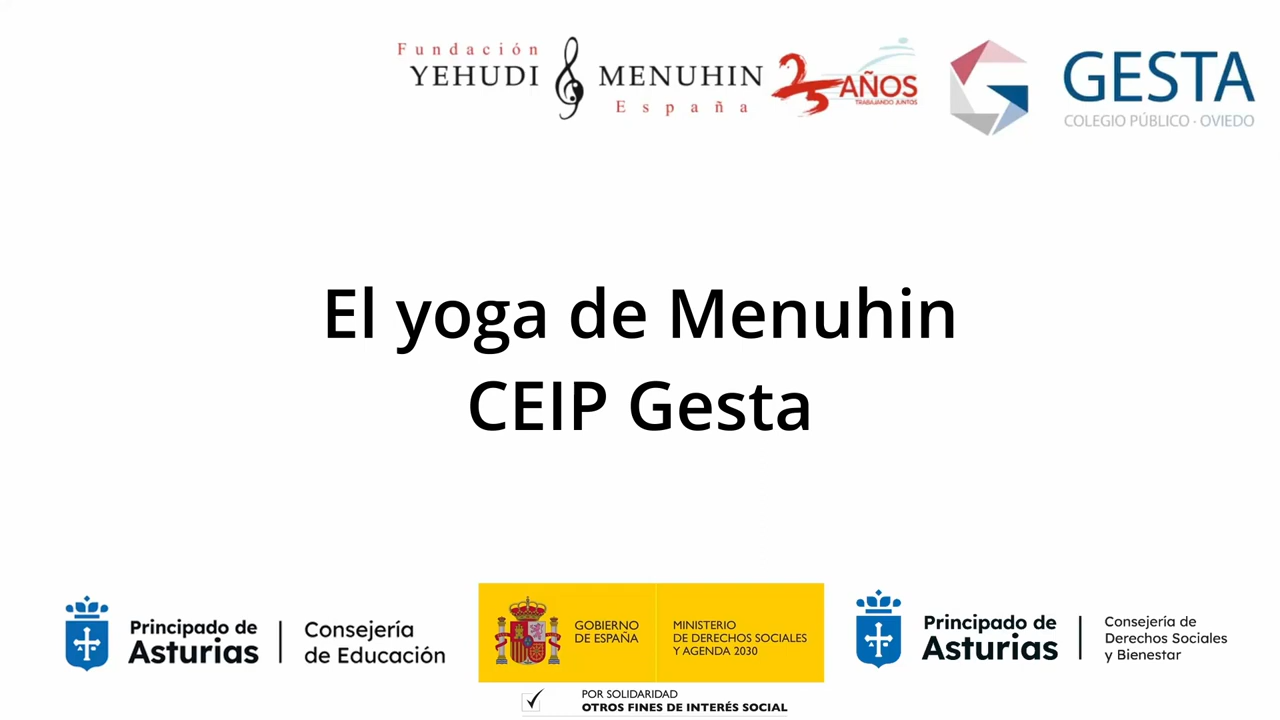 Fundación
YEHUDI MENUHIN
España
25 AÑOS
TRABAJANDO JUNTOS
GESTA
COLEGIO PÚBLICO · OVIEDO
El yoga de Menuhin
CEIP Gesta
Principado de
Asturias
Consejería
de Educación
GOBIERNO
DE ESPAÑA
MINISTERIO
DE DERECHOS SOCIALES
Y AGENDA 2030
POR SOLIDARIDAD
OTROS FINES DE INTERÉS SOCIAL
Principado de
Asturias
Consejería de
Derechos Sociales
y Bienestar